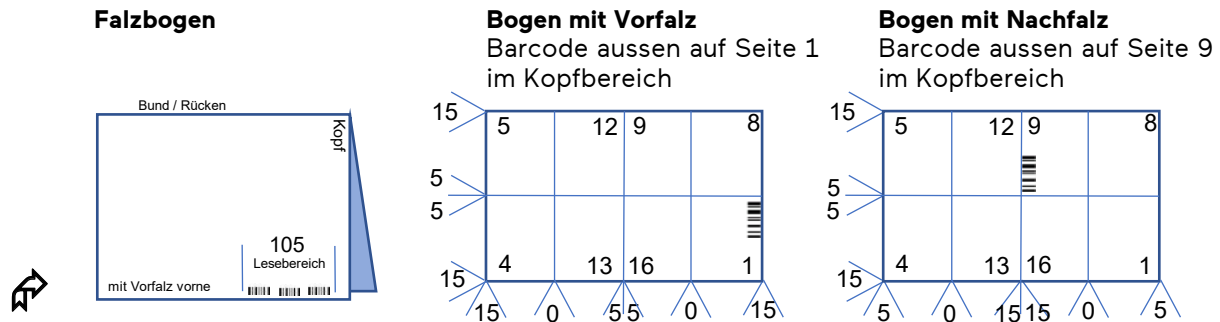 Falzbogen
Bund / Rücken
Kopf
105
Lesebereich
mit Vorfalz vorne
Bogen mit Vorfalz
Barcode aussen auf Seite 1
im Kopfbereich
15
5 12 9 8
5
5
4 13 16 1
15
15 0 5 5 0 15
Bogen mit Nachfalz
Barcode aussen auf Seite 9
im Kopfbereich
15
5 12 9 8
5
5
4 13 16 1
15
5 0 15 15 0 5